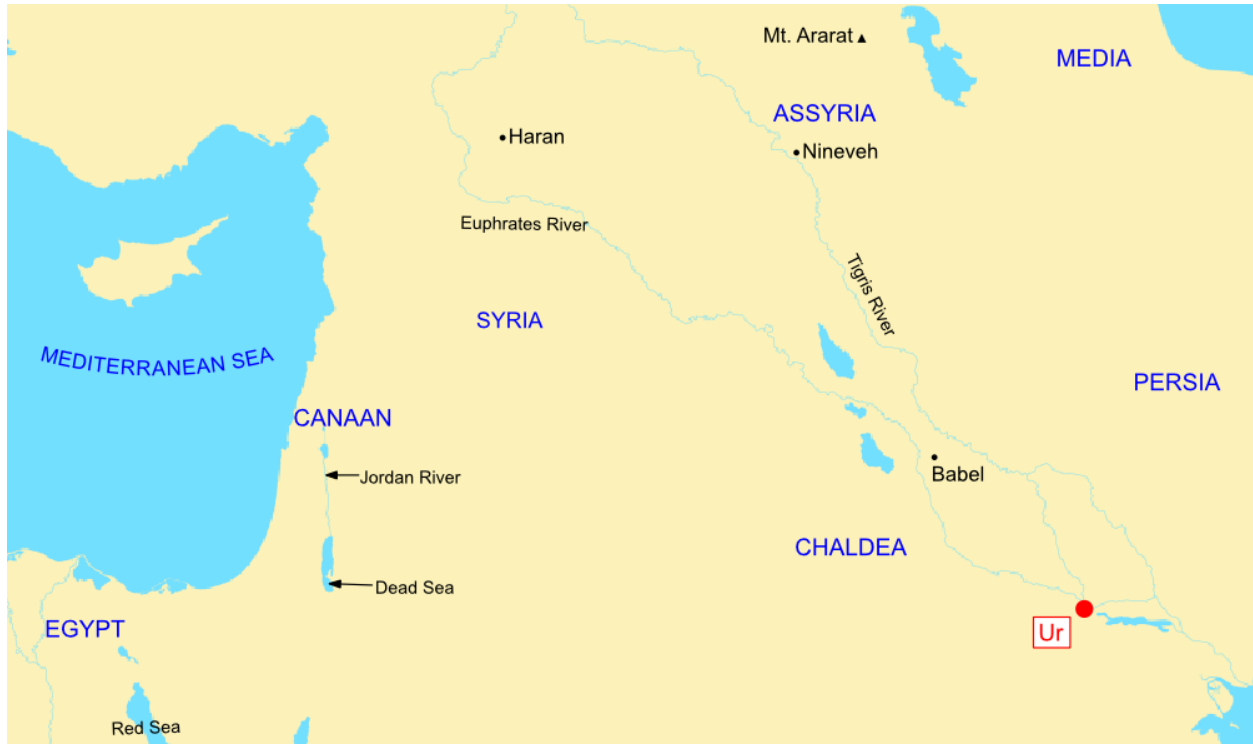 Mt. Ararat
MEDIA
ASSYRIA
Haran
Nineveh
Euphrates River
Tigris River
SYRIA
MEDITERRANEAN SEA
PERSIA
CANAAN
Jordan River
Babel
CHALDEA
Dead Sea
EGYPT
Ur
Red Sea